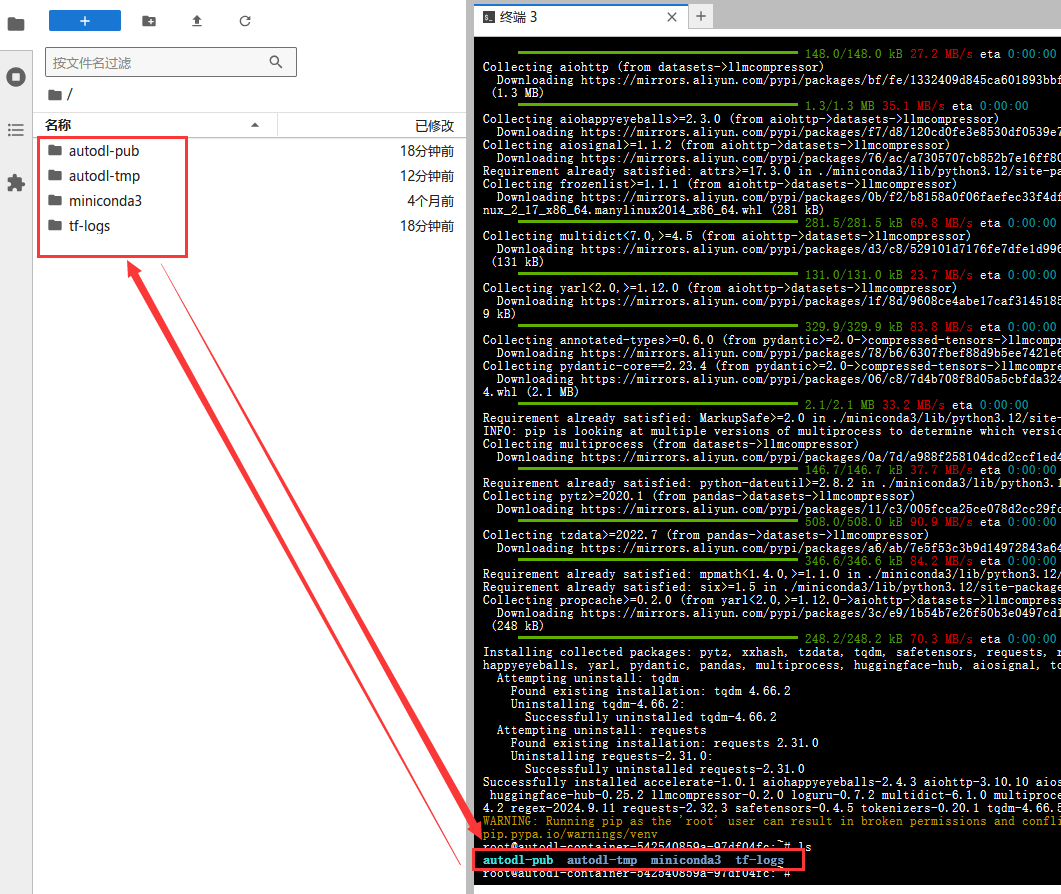 按文件名过滤
/
名称
已修改
autodl-pub 18分钟前
autodl-tmp 12分钟前
miniconda3 4个月前
tf-logs 18分钟前
终端 3
148.0/148.0 kB 27.2 MB/s eta 0:00:00
Collecting aiohttp (from datasets->llmcompressor)
Downloading https://mirrors.aliyun.com/pypi/packages/bf/fe/1332409d845ca601893bb
(1.3 MB)
1.3/1.3 MB 35.1 MB/s eta 0:00:00
Collecting aiohappyeyeballs>=2.3.0 (from aiohttp->datasets->llmcompressor)
Downloading https://mirrors.aliyun.com/pypi/packages/f7/d8/120cd0fe3e8530df0539e7
Collecting aiosignal>=1.1.2 (from aiohttp->datasets->llmcompressor)
Downloading https://mirrors.aliyun.com/pypi/packages/76/ac/a7305707cb852b7e16ff80
Requirement already satisfied: attrs>=17.3.0 in ./miniconda3/lib/python3.12/site-pa
Collecting frozenlist>=1.1.1 (from aiohttp->datasets->llmcompressor)
Downloading https://mirrors.aliyun.com/pypi/packages/0b/f2/b8158a0f06faefec33f4df
nux_2_17_x86_64.manylinux2014_x86_64.whl (281 kB)
281.5/281.5 kB 69.8 MB/s eta 0:00:00
Collecting multidict<7.0,>=4.5 (from aiohttp->datasets->llmcompressor)
Downloading https://mirrors.aliyun.com/pypi/packages/d3/c8/529101d7176fe7dfe1d996
(131 kB)
131.0/131.0 kB 23.7 MB/s eta 0:00:00
Collecting yarl<2.0,>=1.12.0 (from aiohttp->datasets->llmcompressor)
Downloading https://mirrors.aliyun.com/pypi/packages/1f/8d/9608ce4abe17caf3145185
9 kB)
329.9/329.9 kB 83.8 MB/s eta 0:00:00
Collecting annotated-types>=0.6.0 (from pydantic>=2.0->compressed-tensors->llmcompr
Downloading https://mirrors.aliyun.com/pypi/packages/78/b6/6307fbef88d9b5ee7421e6
Collecting pydantic-core==2.23.4 (from pydantic>=2.0->compressed-tensors->llmcompre
Downloading https://mirrors.aliyun.com/pypi/packages/06/c8/7d4b708f8d05a5cbfda324
4.whl (2.1 MB)
2.1/2.1 MB 33.2 MB/s eta 0:00:00
Requirement already satisfied: MarkupSafe>=2.0 in ./miniconda3/lib/python3.12/site-
INFO: pip is looking at multiple versions of multiprocess to determine which versio
Collecting multiprocess (from datasets->llmcompressor)
Downloading https://mirrors.aliyun.com/pypi/packages/0a/7d/a988f258104dcd2ccf1ed4
146.7/146.7 kB 37.7 MB/s eta 0:00:00
Requirement already satisfied: python-dateutil>=2.8.2 in ./miniconda3/lib/python3.1
Collecting pytz>=2020.1 (from pandas->datasets->llmcompressor)
Downloading https://mirrors.aliyun.com/pypi/packages/11/c3/005fcca25ce078d2cc29fd
508.0/508.0 kB 90.9 MB/s eta 0:00:00
Collecting tzdata>=2022.7 (from pandas->datasets->llmcompressor)
Downloading https://mirrors.aliyun.com/pypi/packages/a6/ab/7e5f53c3b9d14972843a64
346.6/346.6 kB 84.2 MB/s eta 0:00:00
Requirement already satisfied: mpmath<1.4.0,>=1.1.0 in ./miniconda3/lib/python3.12/
Requirement already satisfied: six>=1.5 in ./miniconda3/lib/python3.12/site-package
Collecting propcache>=0.2.0 (from yarl<2.0,>=1.12.0->aiohttp->datasets->llmcompress
Downloading https://mirrors.aliyun.com/pypi/packages/3c/e9/1b54b7e26f50b3e0497cd1
(248 kB)
248.2/248.2 kB 70.3 MB/s eta 0:00:00
Installing collected packages: pytz, xxhash, tzdata, tqdm, safetensors, requests, r
happyeyeballs, yarl, pydantic, pandas, multiprocess, huggingface-hub, aiosignal, to
Attempting uninstall: tqdm
Found existing installation: tqdm 4.66.2
Uninstalling tqdm-4.66.2:
Successfully uninstalled tqdm-4.66.2
Attempting uninstall: requests
Found existing installation: requests 2.31.0
Uninstalling requests-2.31.0:
Successfully uninstalled requests-2.31.0
Successfully installed accelerate-1.0.1 aiohappyeyeballs-2.4.3 aiohttp-3.10.10 aios
huggingface-hub-0.25.2 llmcompressor-0.2.0 loguru-0.7.2 multidict-6.1.0 multiproce
4.2 regex-2024.9.11 requests-2.32.3 safetensors-0.4.5 tokenizers-0.20.1 tqdm-4.66.5
WARNING: Running pip as the 'root' user can result in broken permissions and confli
pip.pypa.io/warnings/venv
root@autodl-container-542540859a-97df04fc:~# ls
autodl-pub autodl-tmp miniconda3 tf-logs
root@autodl-container-542540859a-97df04fc:~#